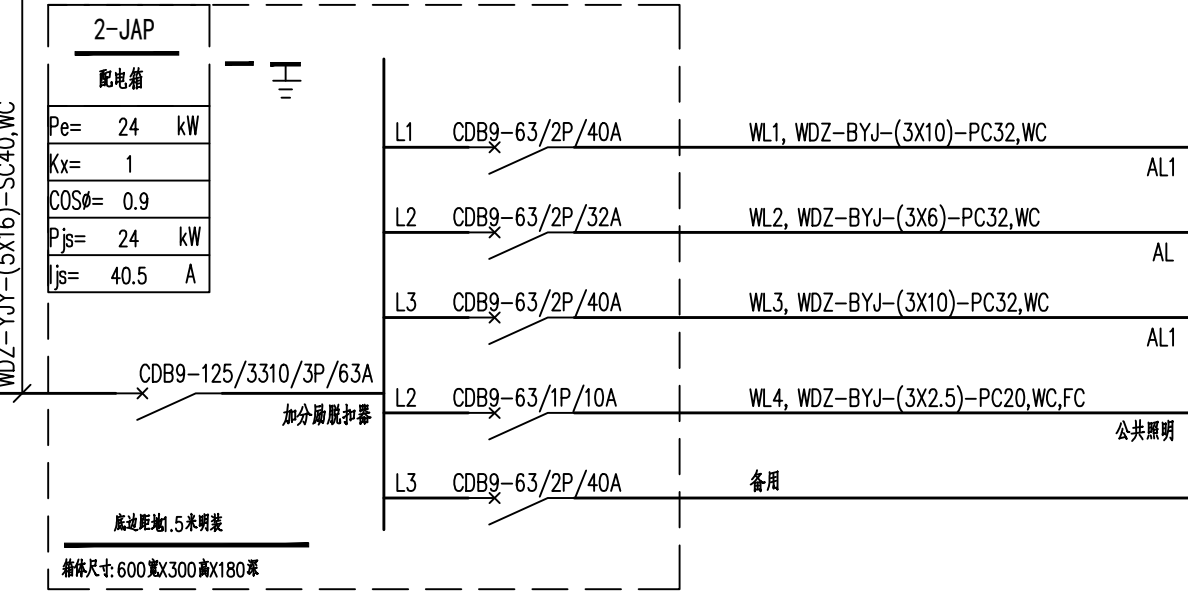 WDZ-YJY-(5X16)-SC40,WC
2-JAP
配电箱
Pe= 24 kW
Kx= 1
COSø= 0.9
Pjs= 24 kW
Ijs= 40.5 A
L1 CDB9-63/2P/40A WL1, WDZ-BYJ-(3X10)-PC32,WC
AL1
L2 CDB9-63/2P/32A WL2, WDZ-BYJ-(3X6)-PC32,WC
AL
L3 CDB9-63/2P/40A WL3, WDZ-BYJ-(3X10)-PC32,WC
AL1
CDB9-125/3310/3P/63A
加分励脱扣器
L2 CDB9-63/1P/10A WL4, WDZ-BYJ-(3X2.5)-PC20,WC,FC
公共照明
L3 CDB9-63/2P/40A 备用
底边距地1.5米明装
箱体尺寸:600宽X300高X180深